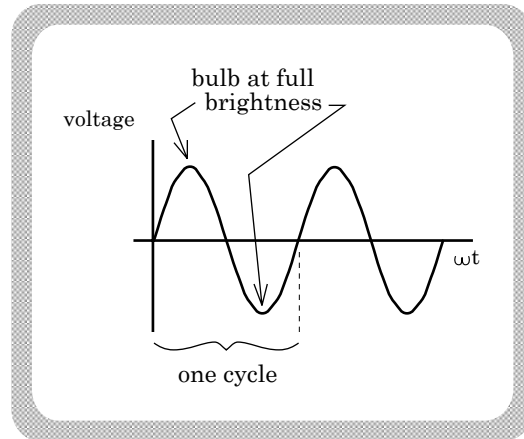 bulb at full
brightness
voltage
ωt
one cycle